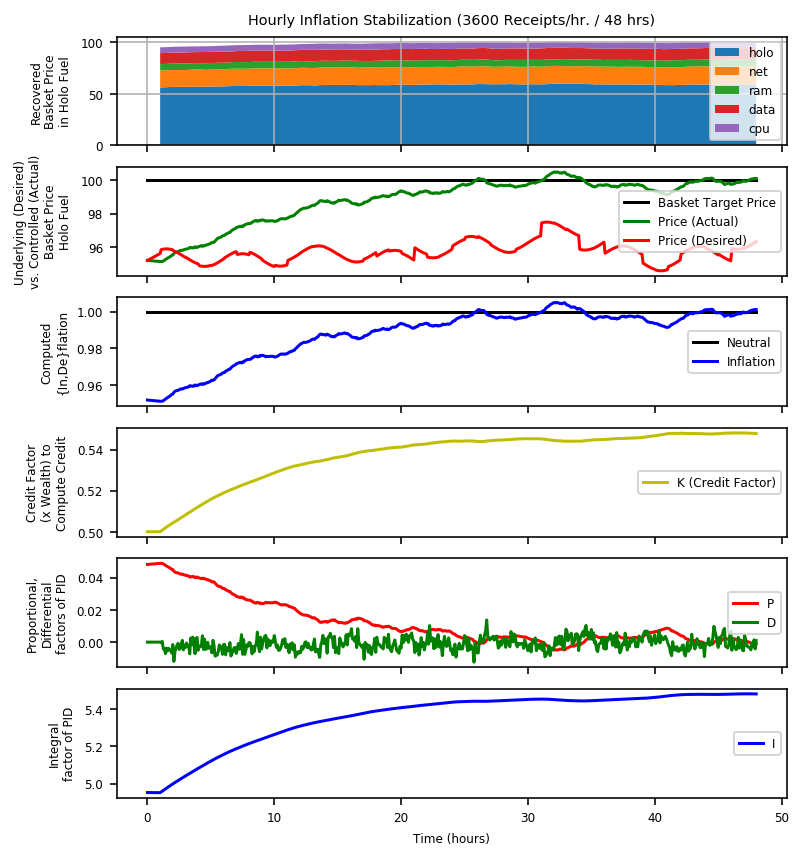 Hourly Inflation Stabilization (3600 Receipts/hr. / 48 hrs)
Recovered
Basket Price
in Holo Fuel
100
50
0
holo
net
ram
data
cpu
Underlying (Desired)
vs. Controlled (Actual)
Basket Price
Holo Fuel
100
98
96
Basket Target Price
Price (Actual)
Price (Desired)
Computed
{In,De}flation
1.00
0.98
0.96
Neutral
Inflation
Credit Factor
(x Wealth) to
Compute Credit
0.54
0.52
0.50
K (Credit Factor)
Proportional,
Differential
factors of PID
0.04
0.02
0.00
P
D
Integral
factor of PID
5.4
5.2
5.0
I
0 10 20 30 40 50
Time (hours)